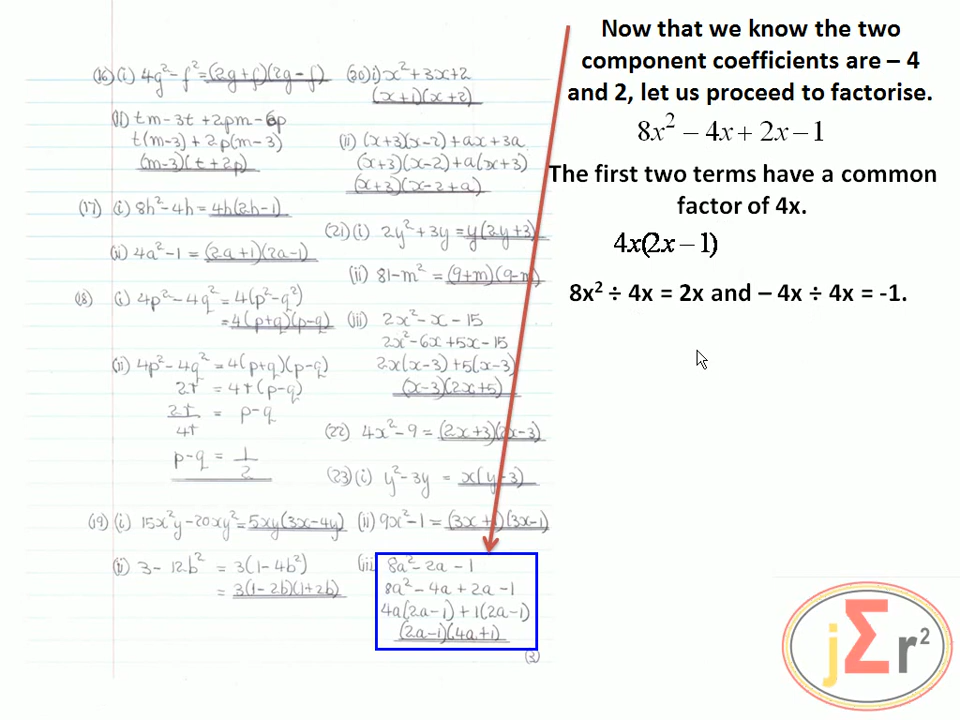 (16) (i) 4g² - f² = (2g + f)(2g - f)
(ii) tm - 3t + 2pm - 6p
t(m-3) + 2p(m-3)
(m-3)(t + 2p)
(17) (i) 8h² - 4h = 4h(2h-1)
(ii) 4a² - 1 = (2a + 1)(2a - 1)
(18) (i) 4p² - 4q² = 4(p² - q²)
= 4(p+q)(p-q)
(ii) 4p² - 4q² = 4(p+q)(p-q)
2r = 4r(p-q)
2r/4r = p-q
p-q = 1/2
(19) (i) 15x²y - 20xy² = 5xy(3x - 4y)
(ii) 3 - 12b² = 3(1 - 4b²)
= 3(1 - 2b)(1 + 2b)
(20) i) x² + 3x + 2
(x+1)(x+2)
(ii) (x+3)(x-2) + ax + 3a
(x+3)(x-2) + a(x+3)
(x+3)(x-2+a)
(21) (i) 2y² + 3y = y(2y+3)
(ii) 81 - m² = (9+m)(9-m)
(iii) 2x² - x - 15
2x² - 6x + 5x - 15
2x(x-3) + 5(x-3)
(x-3)(2x+5)
(22) 4x² - 9 = (2x+3)(2x-3)
(23) (i) y² - 3y = x(y-3)
(ii) 9x² - 1 = (3x + 1)(3x-1)
(iii) 8a² - 2a - 1
8a² - 4a + 2a - 1
4a(2a-1) + 1(2a-1)
(2a-1)(4a+1)
(3)
Now that we know the two
component coefficients are – 4
and 2, let us proceed to factorise.
8x² − 4x + 2x − 1
The first two terms have a common
factor of 4x.
4x(2x − 1)
8x² ÷ 4x = 2x and – 4x ÷ 4x = -1.
jΣr²